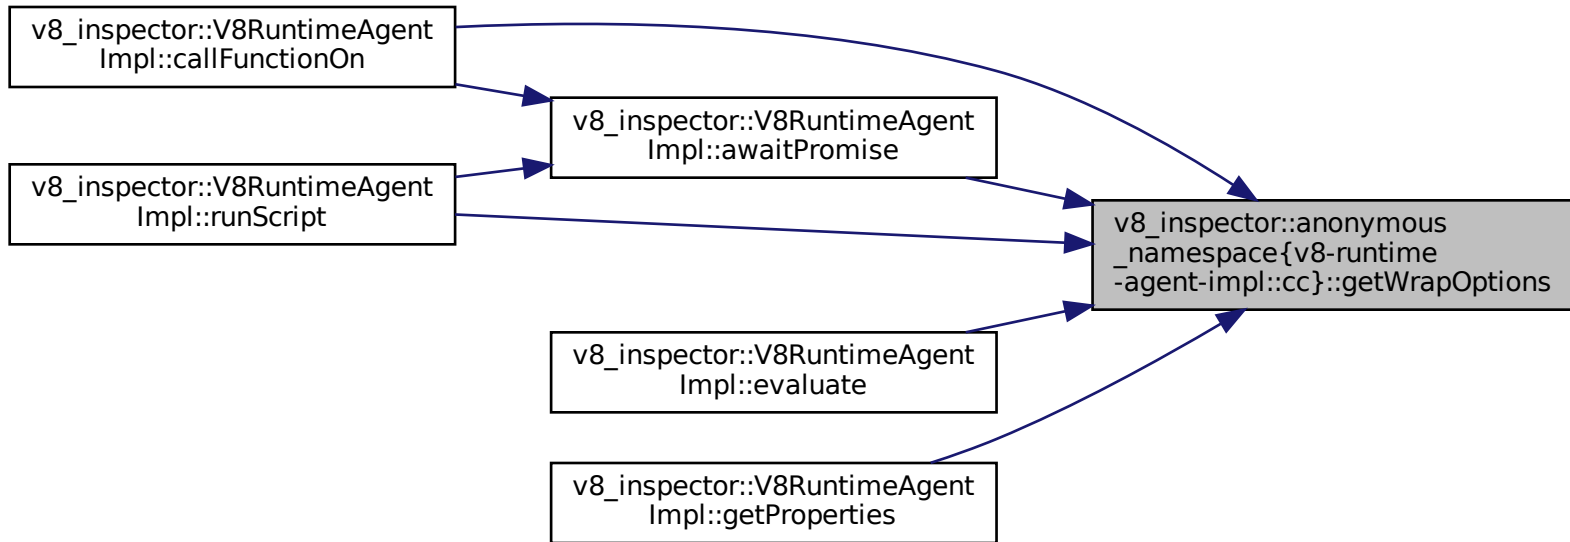 v8_inspector::V8RuntimeAgent
Impl::callFunctionOn
v8_inspector::V8RuntimeAgent
Impl::awaitPromise
v8_inspector::V8RuntimeAgent
Impl::runScript
v8_inspector::anonymous
_namespace{v8-runtime
-agent-impl::cc}::getWrapOptions
v8_inspector::V8RuntimeAgent
Impl::evaluate
v8_inspector::V8RuntimeAgent
Impl::getProperties